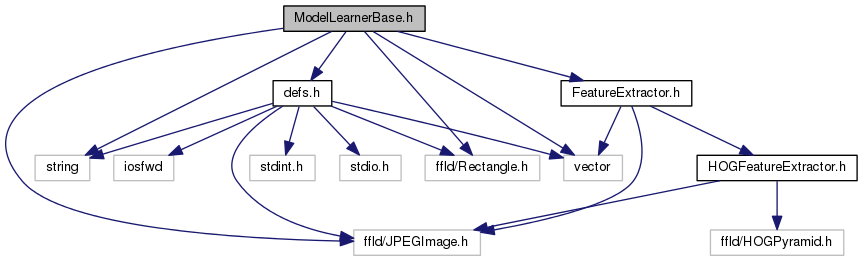 ModelLearnerBase.h
defs.h
FeatureExtractor.h
string
iosfwd
stdint.h
stdio.h
ffld/Rectangle.h
vector
HOGFeatureExtractor.h
ffld/JPEGImage.h
ffld/HOGPyramid.h